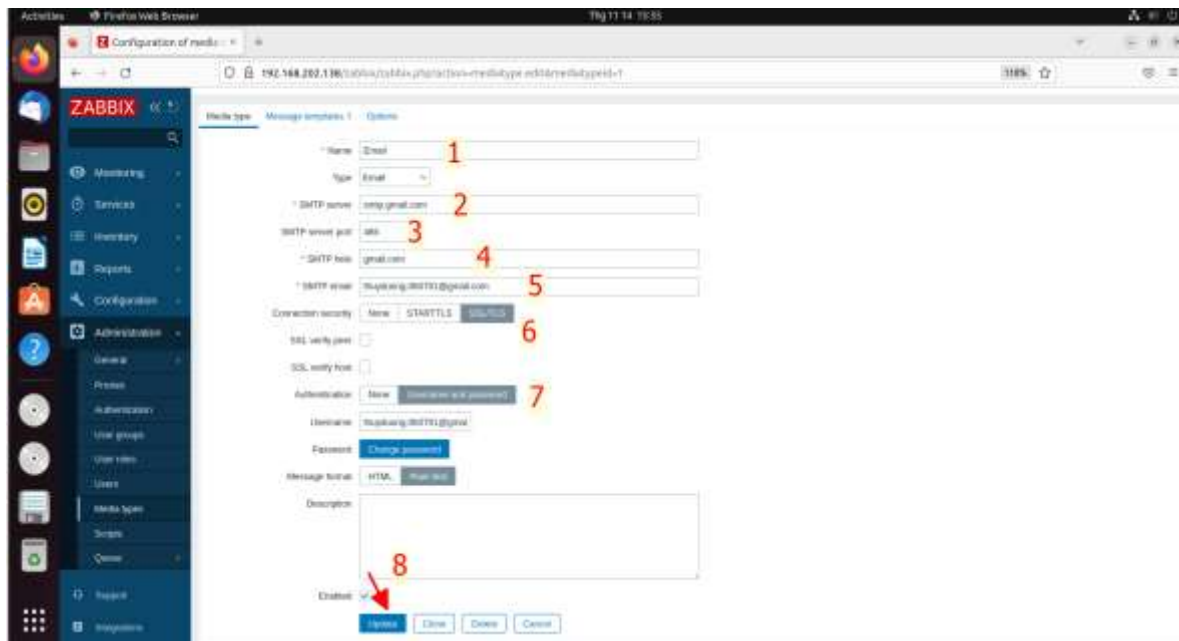 Activities Firefox Web Browser Thg 11 14 15:35
Configuration of media
192.168.202.138/zabbix/zabbix.php?action=mediatype.edit&mediatypeid=1 110%
ZABBIX
Media type Message templates Options
Name Email 1
Type Email
SMTP server smtp.gmail.com 2
SMTP server port 465 3
SMTP helo gmail.com 4
SMTP email 5
Connection security None STARTTLS SSL/TLS
6
SSL verify peer
SSL verify host
Authentication None Username and password 7
Username
Password Change password
Message format HTML Plain text
Description
8
Enabled
Update Clone Delete Cancel
Monitoring
Services
Inventory
Reports
Configuration
Administration
General
Proxies
Authentication
User groups
User roles
Users
Media types
Scripts
Queue
Support
Integrations